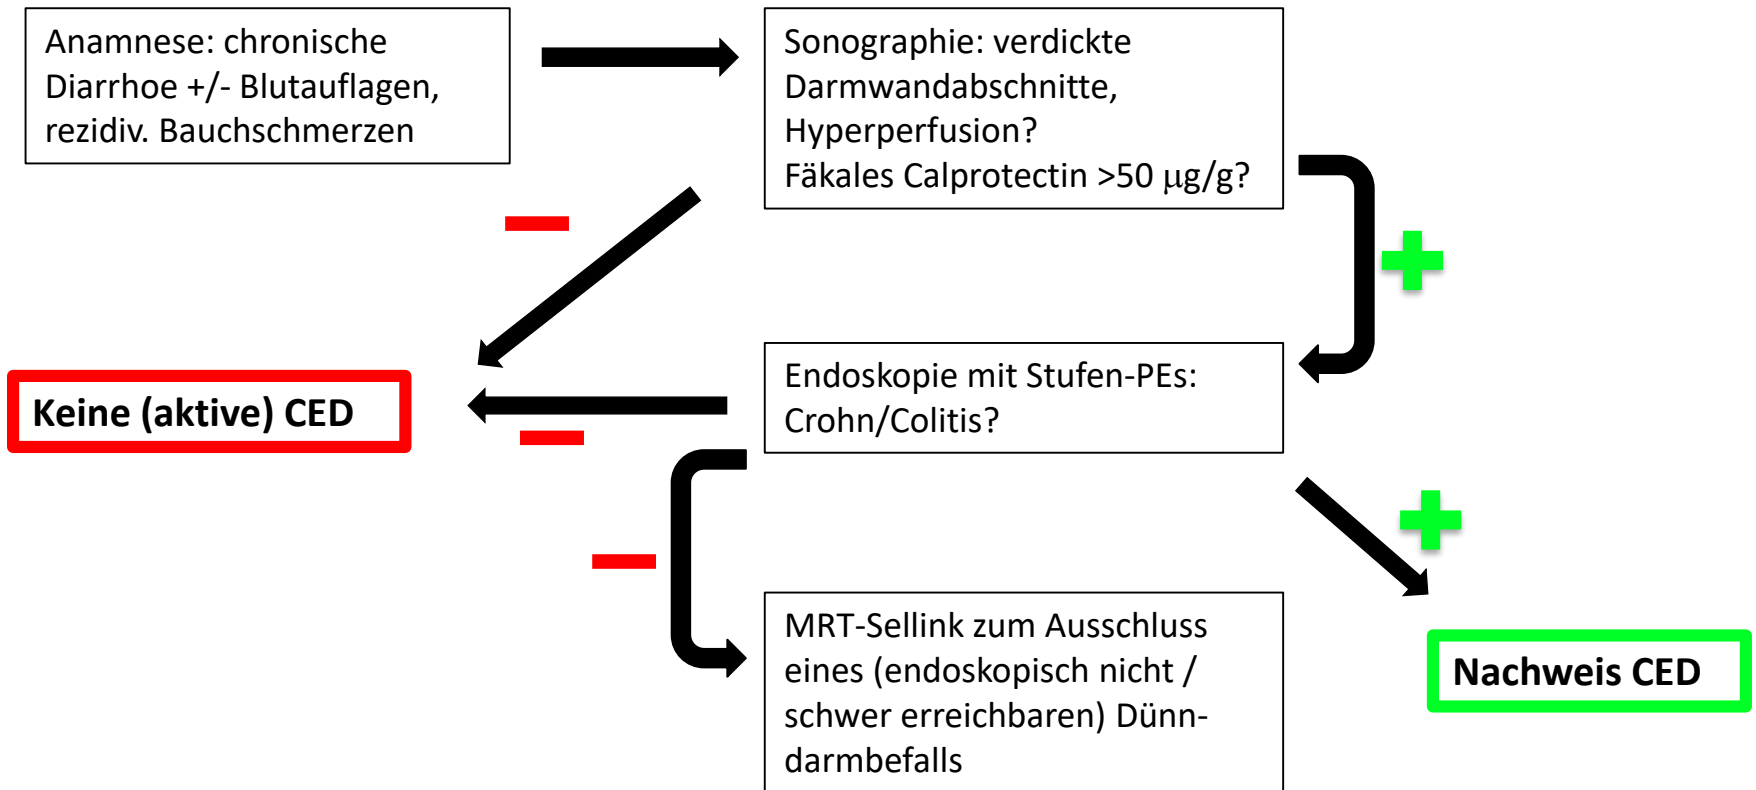 Anamnese: chronische
Diarrhoe +/- Blutauflagen,
rezidiv. Bauchschmerzen
Sonographie: verdickte
Darmwandabschnitte,
Hyperperfusion?
Fäkales Calprotectin >50 μg/g?
Keine (aktive) CED
Endoskopie mit Stufen-PEs:
Crohn/Colitis?
MRT-Sellink zum Ausschluss
eines (endoskopisch nicht /
schwer erreichbaren) Dünn-
darmbefalls
Nachweis CED